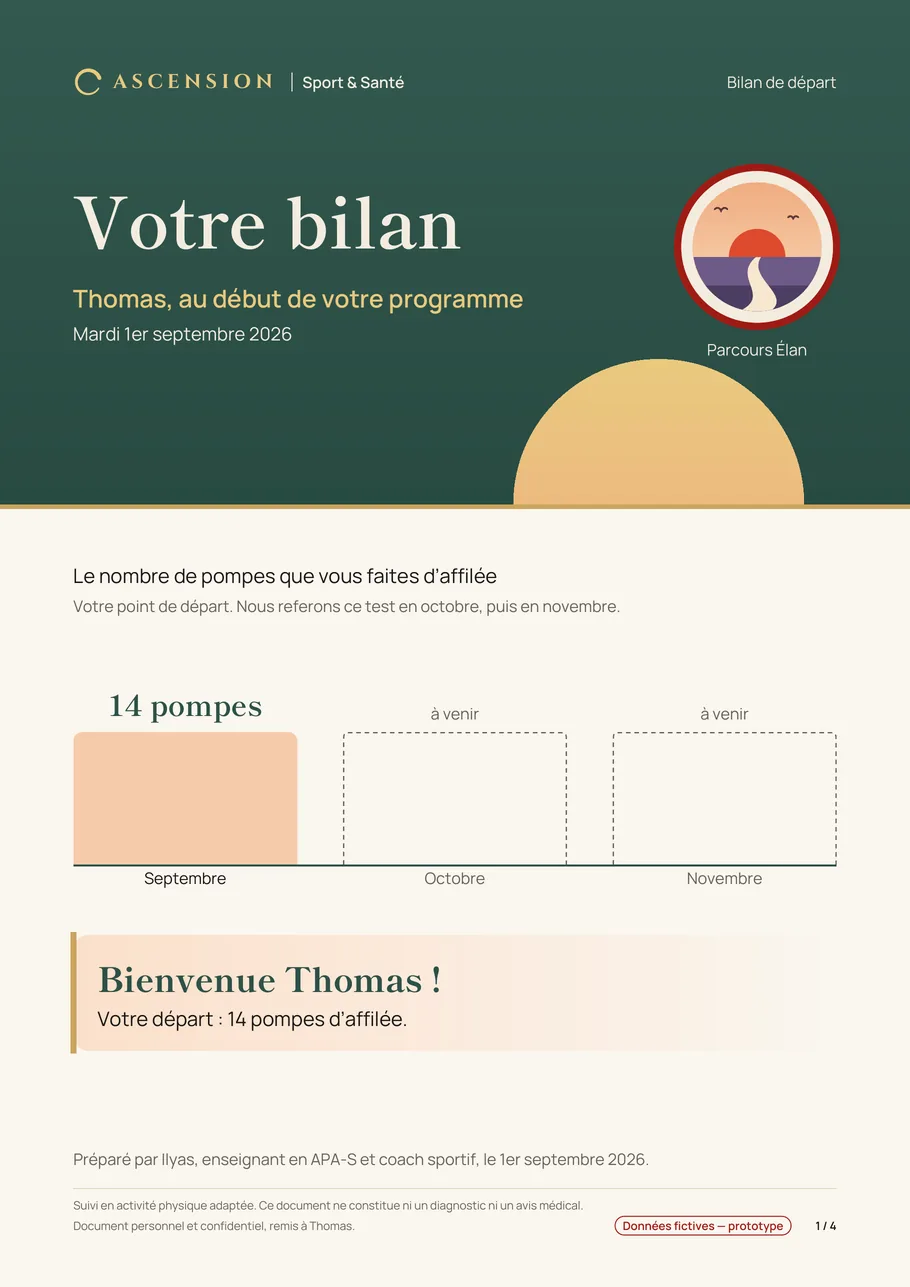 ASCENSION | Sport & Santé
Bilan de départ
Votre bilan
Thomas, au début de votre programme
Mardi 1er septembre 2026
Parcours Élan
Le nombre de pompes que vous faites d’affilée
Votre point de départ. Nous referons ce test en octobre, puis en novembre.
14 pompes
à venir
à venir
Septembre
Octobre
Novembre
Bienvenue Thomas !
Votre départ : 14 pompes d’affilée.
Préparé par Ilyas, enseignant en APA-S et coach sportif, le 1er septembre 2026.
Suivi en activité physique adaptée. Ce document ne constitue ni un diagnostic ni un avis médical.
Document personnel et confidentiel, remis à Thomas.
Données fictives — prototype
1 / 4